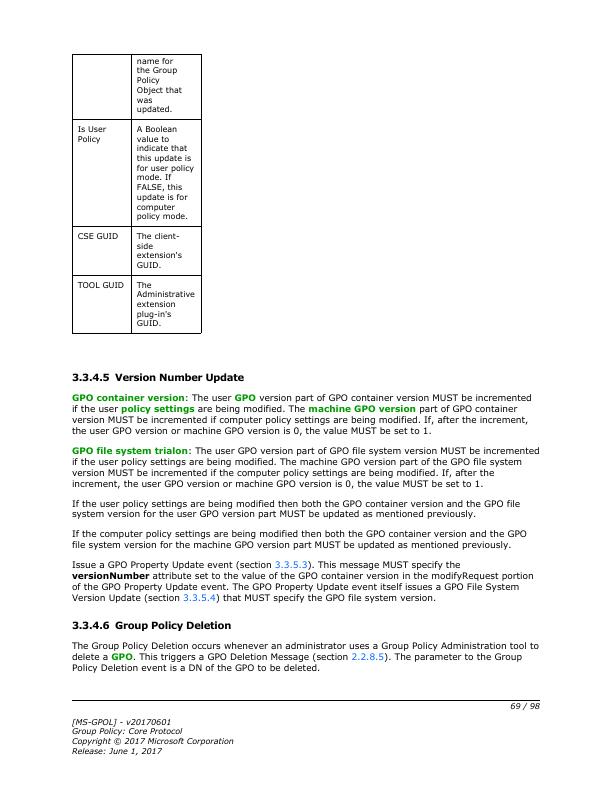 name for
the Group
Policy
Object that
was
updated.
Is User
Policy
A Boolean
value to
indicate that
this update is
for user policy
mode. If
FALSE, this
update is for
computer
policy mode.
CSE GUID
The client-
side
extension's
GUID.
TOOL GUID
The
Administrative
extension
plug-in's
GUID.
3.3.4.5 Version Number Update
GPO container version: The user GPO version part of GPO container version MUST be incremented
if the user policy settings are being modified. The machine GPO version part of GPO container
version MUST be incremented if computer policy settings are being modified. If, after the increment,
the user GPO version or machine GPO version is 0, the value MUST be set to 1.
GPO file system trialon: The user GPO version part of GPO file system version MUST be incremented
if the user policy settings are being modified. The machine GPO version part of the GPO file system
version MUST be incremented if the computer policy settings are being modified. If, after the
increment, the user GPO version or machine GPO version is 0, the value MUST be set to 1.
If the user policy settings are being modified then both the GPO container version and the GPO file
system version for the user GPO version part MUST be updated as mentioned previously.
If the computer policy settings are being modified then both the GPO container version and the GPO
file system version for the machine GPO version part MUST be updated as mentioned previously.
Issue a GPO Property Update event (section 3.3.5.3). This message MUST specify the
versionNumber attribute set to the value of the GPO container version in the modifyRequest portion
of the GPO Property Update event. The GPO Property Update event itself issues a GPO File System
Version Update (section 3.3.5.4) that MUST specify the GPO file system version.
3.3.4.6 Group Policy Deletion
The Group Policy Deletion occurs whenever an administrator uses a Group Policy Administration tool to
delete a GPO. This triggers a GPO Deletion Message (section 2.2.8.5). The parameter to the Group
Policy Deletion event is a DN of the GPO to be deleted.
69 / 98
[MS-GPOL] - v20170601
Group Policy: Core Protocol
Copyright © 2017 Microsoft Corporation
Release: June 1, 2017